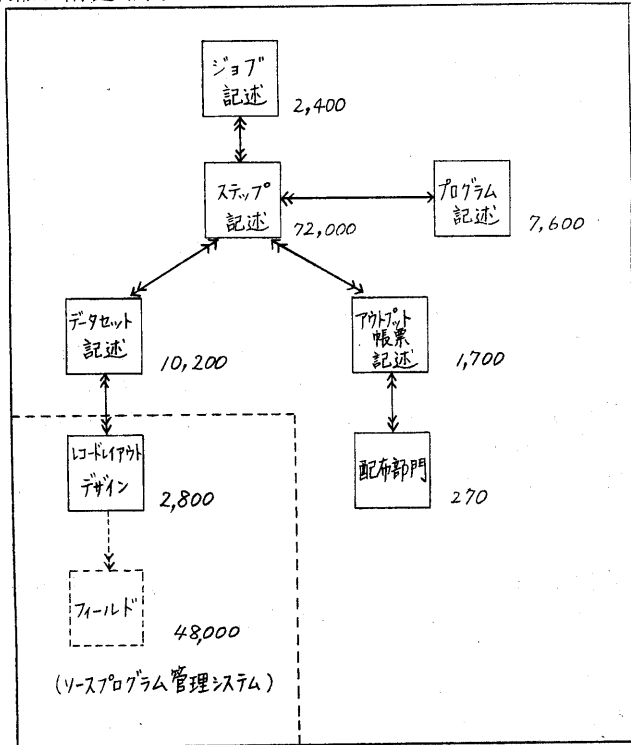 ジョブ
記述
2,400
ステップ
記述
72,000
プログラム
記述
7,600
データセット
記述
10,200
アウトプット
帳票
記述
1,700
レコードレイアウト
デザイン
2,800
配布部門
270
フィールド
48,000
(ソースプログラム管理システム)